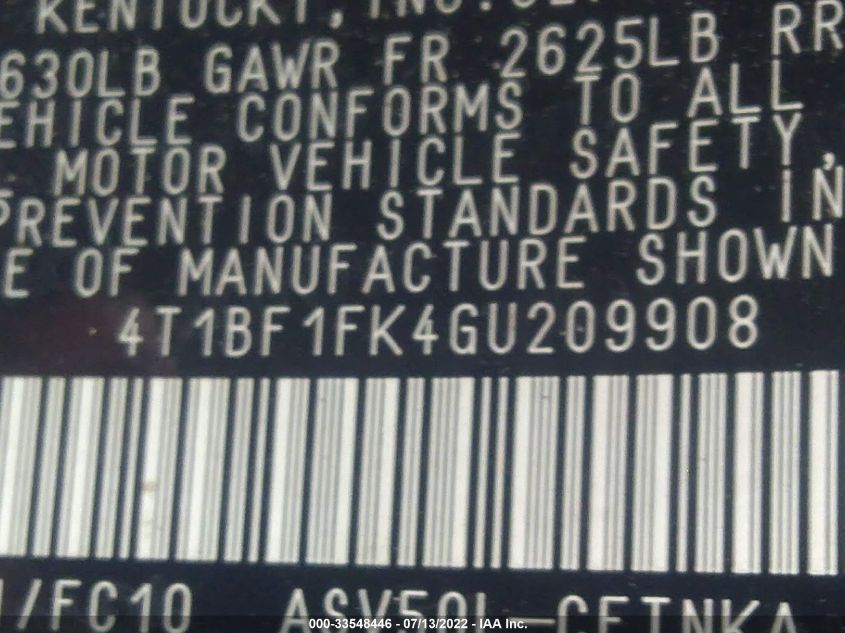 KENTUCKY, INC.
630LB GAWR FR 2625LB RR
EHICLE CONFORMS TO ALL
MOTOR VEHICLE SAFETY,
PREVENTION STANDARDS IN
E OF MANUFACTURE SHOWN
4T1BF1FK4GU209908
/FC10 ASV50L-CETNKA
000-33548446 - 07/13/2022 - IAA Inc.